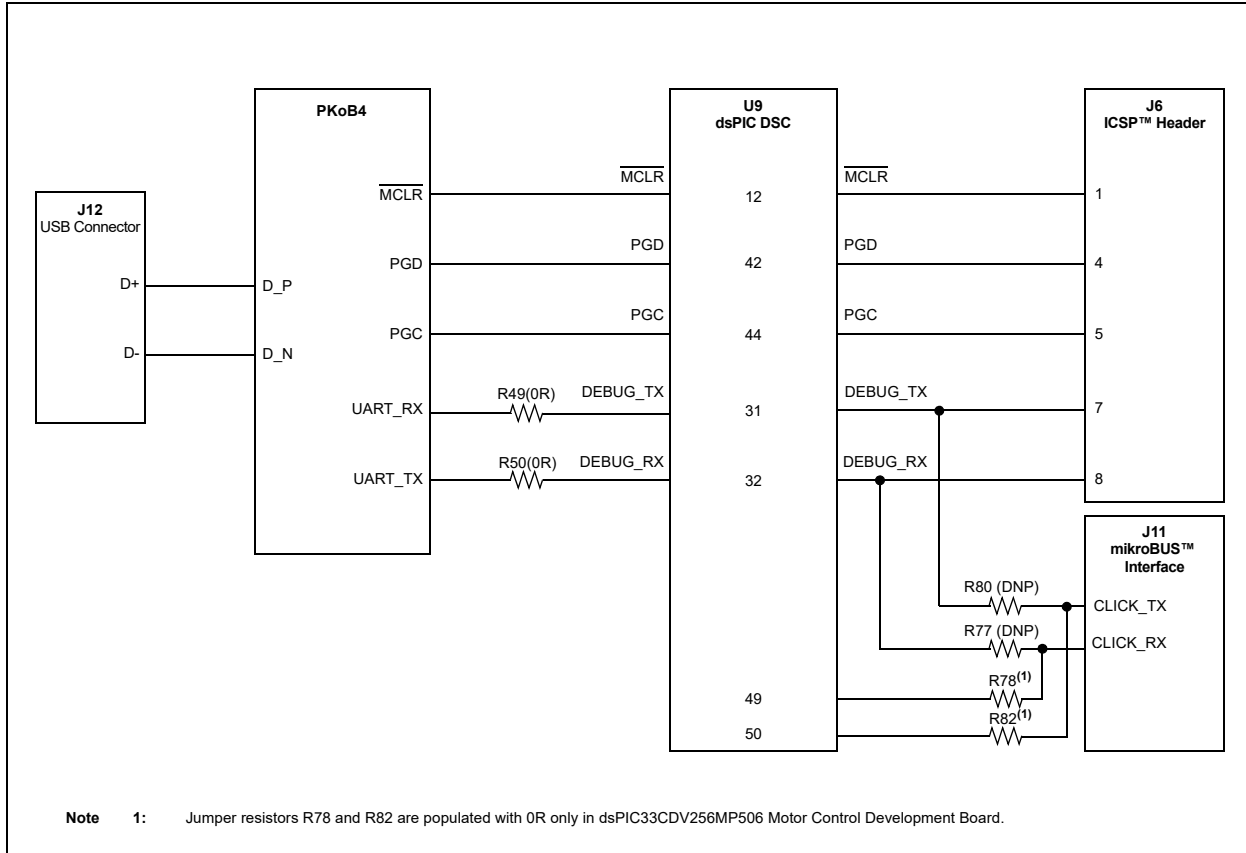 PKoB4
U9
dsPIC DSC
J6
ICSP™ Header
J12
USB Connector
D+
D-
D_P
D_N
MCLR
PGD
PGC
UART_RX
UART_TX
R49(0R)
R50(0R)
MCLR
PGD
PGC
DEBUG_TX
DEBUG_RX
12
42
44
31
32
49
50
MCLR
PGD
PGC
DEBUG_TX
DEBUG_RX
1
4
5
7
8
J11
mikroBUS™
Interface
R80 (DNP)
CLICK_TX
R77 (DNP)
CLICK_RX
R78(1)
R82(1)
Note 1: Jumper resistors R78 and R82 are populated with 0R only in dsPIC33CDV256MP506 Motor Control Development Board.